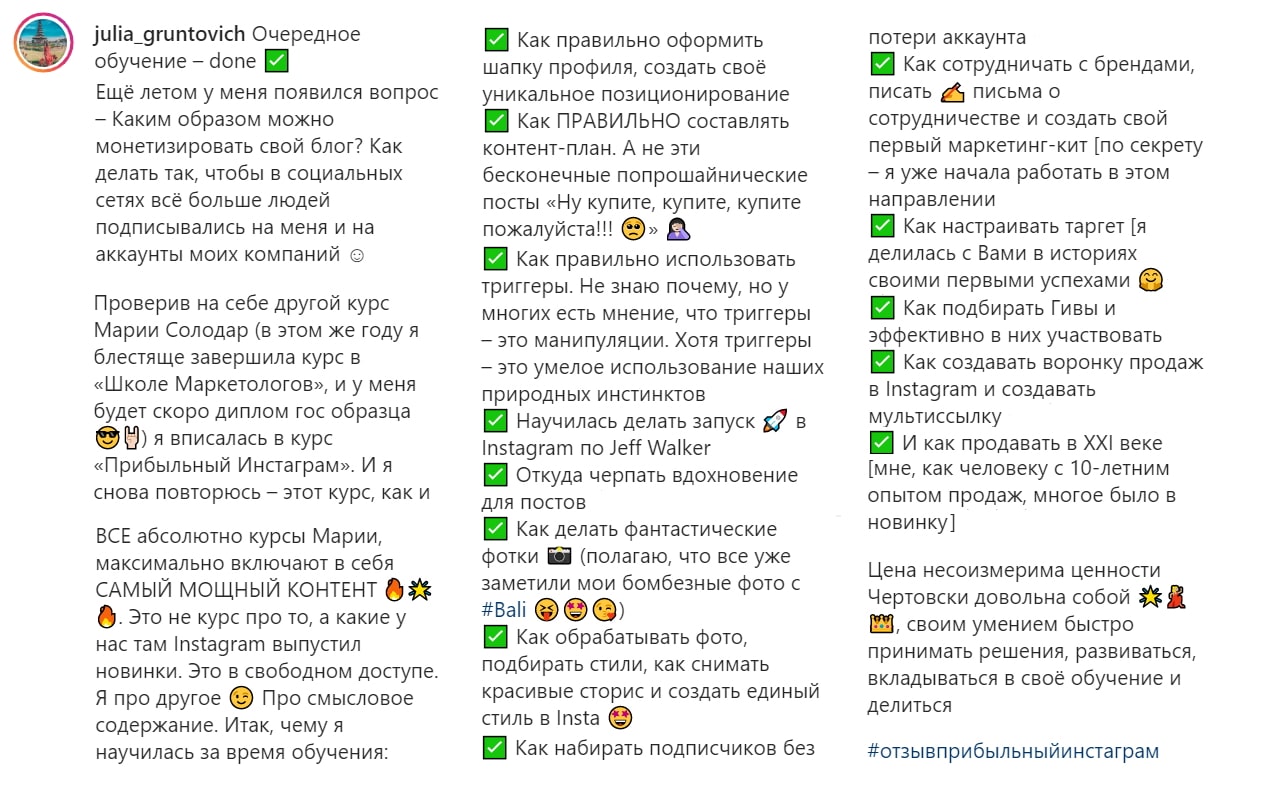 julia_gruntovich Очередное
обучение – done ✅
Ещё летом у меня появился вопрос
– Каким образом можно
монетизировать свой блог? Как
делать так, чтобы в социальных
сетях всё больше людей
подписывались на меня и на
аккаунты моих компаний ☺
Проверив на себе другой курс
Марии Солодар (в этом же году я
блестяще завершила курс в
«Школе Маркетологов», и у меня
будет скоро диплом гос образца
😎🤘🏻) я вписалась в курс
«Прибыльный Инстаграм». И я
снова повторюсь – этот курс, как и
ВСЕ абсолютно курсы Марии,
максимально включают в себя
САМЫЙ МОЩНЫЙ КОНТЕНТ 🔥🌟
🔥. Это не курс про то, а какие у
нас там Instagram выпустил
новинки. Это в свободном доступе.
Я про другое 😉 Про смысловое
содержание. Итак, чему я
научилась за время обучения:
✅ Как правильно оформить
шапку профиля, создать своё
уникальное позиционирование
✅ Как ПРАВИЛЬНО составлять
контент-план. А не эти
бесконечные попрошайнические
посты «Ну купите, купите, купите
пожалуйста!!! 🥺» 🤦🏻‍♀️
✅ Как правильно использовать
триггеры. Не знаю почему, но у
многих есть мнение, что триггеры
– это манипуляции. Хотя триггеры
– это умелое использование наших
природных инстинктов
✅ Научилась делать запуск 🚀 в
Instagram по Jeff Walker
✅ Откуда черпать вдохновение
для постов
✅ Как делать фантастические
фотки 📷 (полагаю, что все уже
заметили мои бомбезные фото с
#Bali 😝🤩😘)
✅ Как обрабатывать фото,
подбирать стили, как снимать
красивые сторис и создать единый
стиль в Insta 🤩
✅ Как набирать подписчиков без
потери аккаунта
✅ Как сотрудничать с брендами,
писать ✍ письма о
сотрудничестве и создать свой
первый маркетинг-кит [по секрету
– я уже начала работать в этом
направлении
✅ Как настраивать таргет [я
делилась с Вами в историях
своими первыми успехами 🤗
✅ Как подбирать Гивы и
эффективно в них участвовать
✅ Как создавать воронку продаж
в Instagram и создавать
мультиссылку
✅ И как продавать в XXI веке
[мне, как человеку с 10-летним
опытом продаж, многое было в
новинку]
Цена несоизмерима ценности
Чертовски довольна собой 🌟💃
👑, своим умением быстро
принимать решения, развиваться,
вкладываться в своё обучение и
делиться
#отзывприбыльныйинстаграм